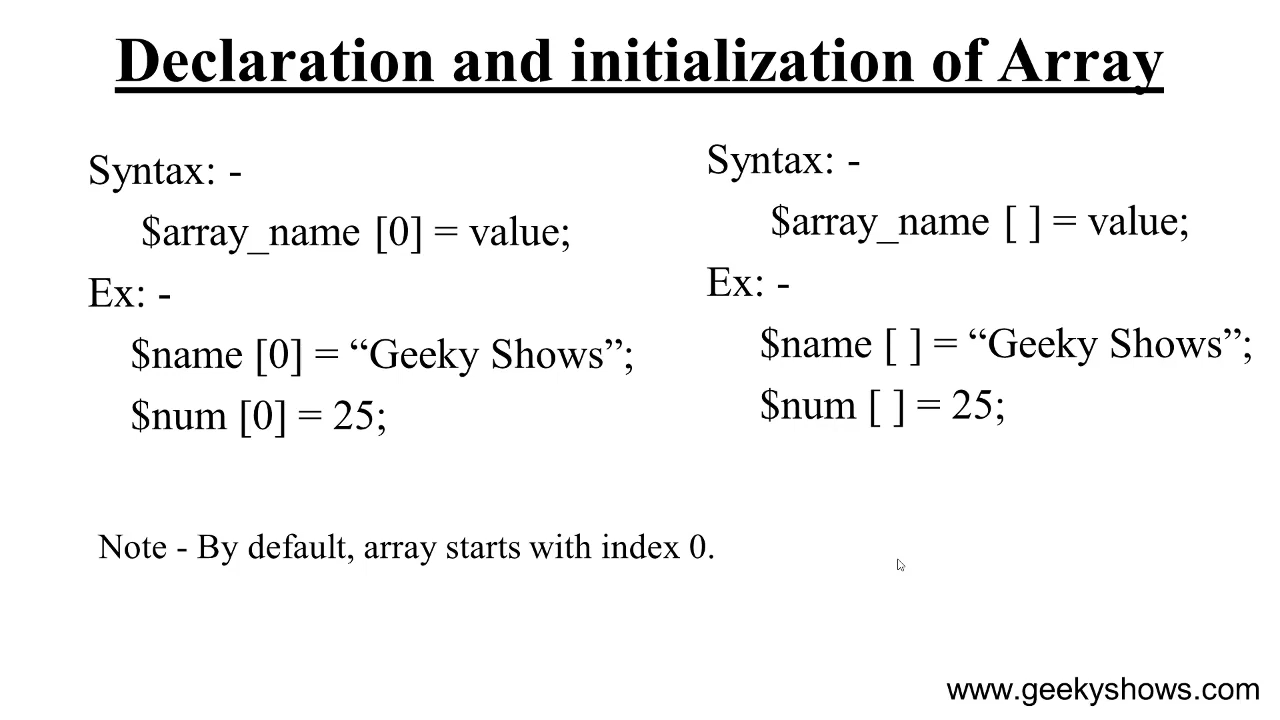 Declaration and initialization of Array
Syntax: -
$array_name [0] = value;
Ex: -
$name [0] = “Geeky Shows”;
$num [0] = 25;
Syntax: -
$array_name [ ] = value;
Ex: -
$name [ ] = “Geeky Shows”;
$num [ ] = 25;
Note - By default, array starts with index 0.
www.geekyshows.com